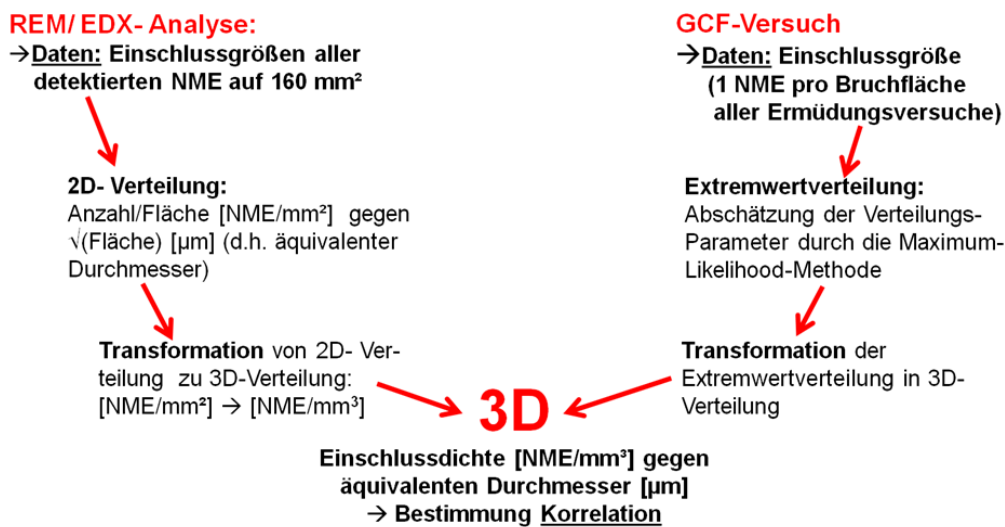 REM/ EDX- Analyse:
→Daten: Einschlussgrößen aller
detektierten NME auf 160 mm²
2D- Verteilung:
Anzahl/Fläche [NME/mm²] gegen
√(Fläche) [µm] (d.h. äquivalenter
Durchmesser)
Transformation von 2D- Ver-
teilung zu 3D-Verteilung:
[NME/mm²] → [NME/mm³]
GCF-Versuch
→Daten: Einschlussgröße
(1 NME pro Bruchfläche
aller Ermüdungsversuche)
Extremwertverteilung:
Abschätzung der Verteilungs-
Parameter durch die Maximum-
Likelihood-Methode
Transformation der
Extremwertverteilung in 3D-
Verteilung
3D
Einschlussdichte [NME/mm³] gegen
äquivalenten Durchmesser [µm]
→ Bestimmung Korrelation